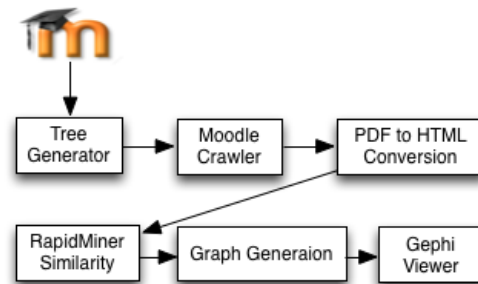 m
Tree
Generator
Moodle
Crawler
PDF to HTML
Conversion
RapidMiner
Similarity
Graph Generaion
Gephi
Viewer